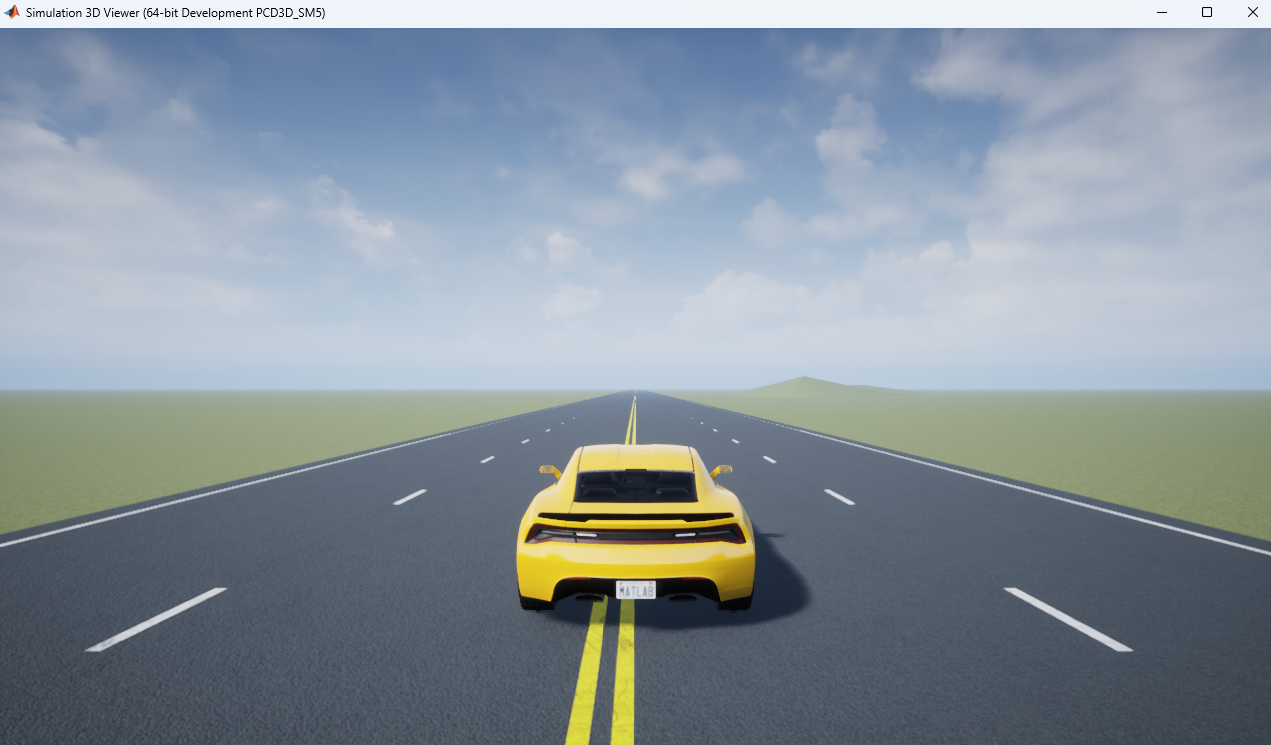 Simulation 3D Viewer (64-bit Development PCD3D_SM5)
MATLAB